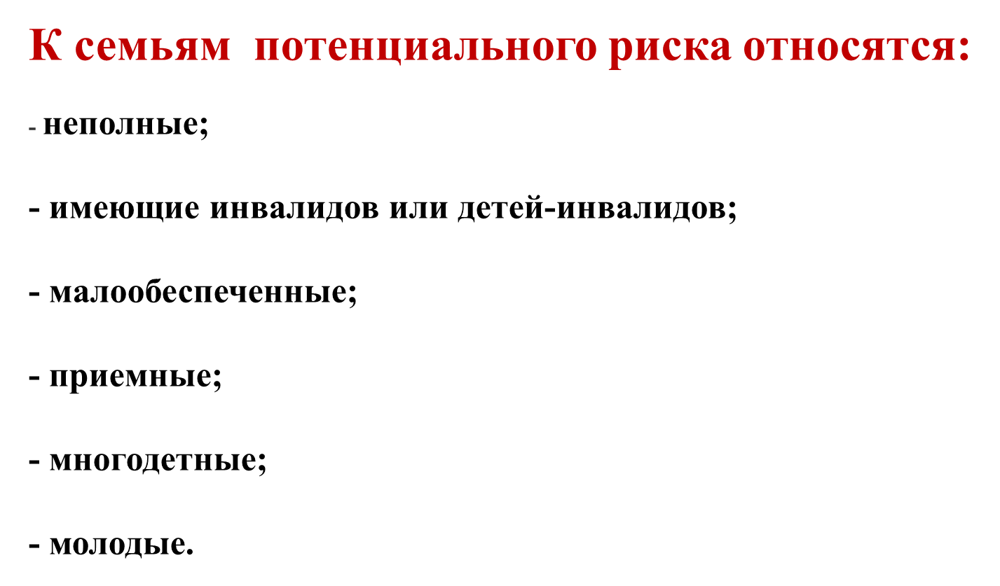 К семьям потенциального риска относятся:
- неполные;
- имеющие инвалидов или детей-инвалидов;
- малообеспеченные;
- приемные;
- многодетные;
- молодые.